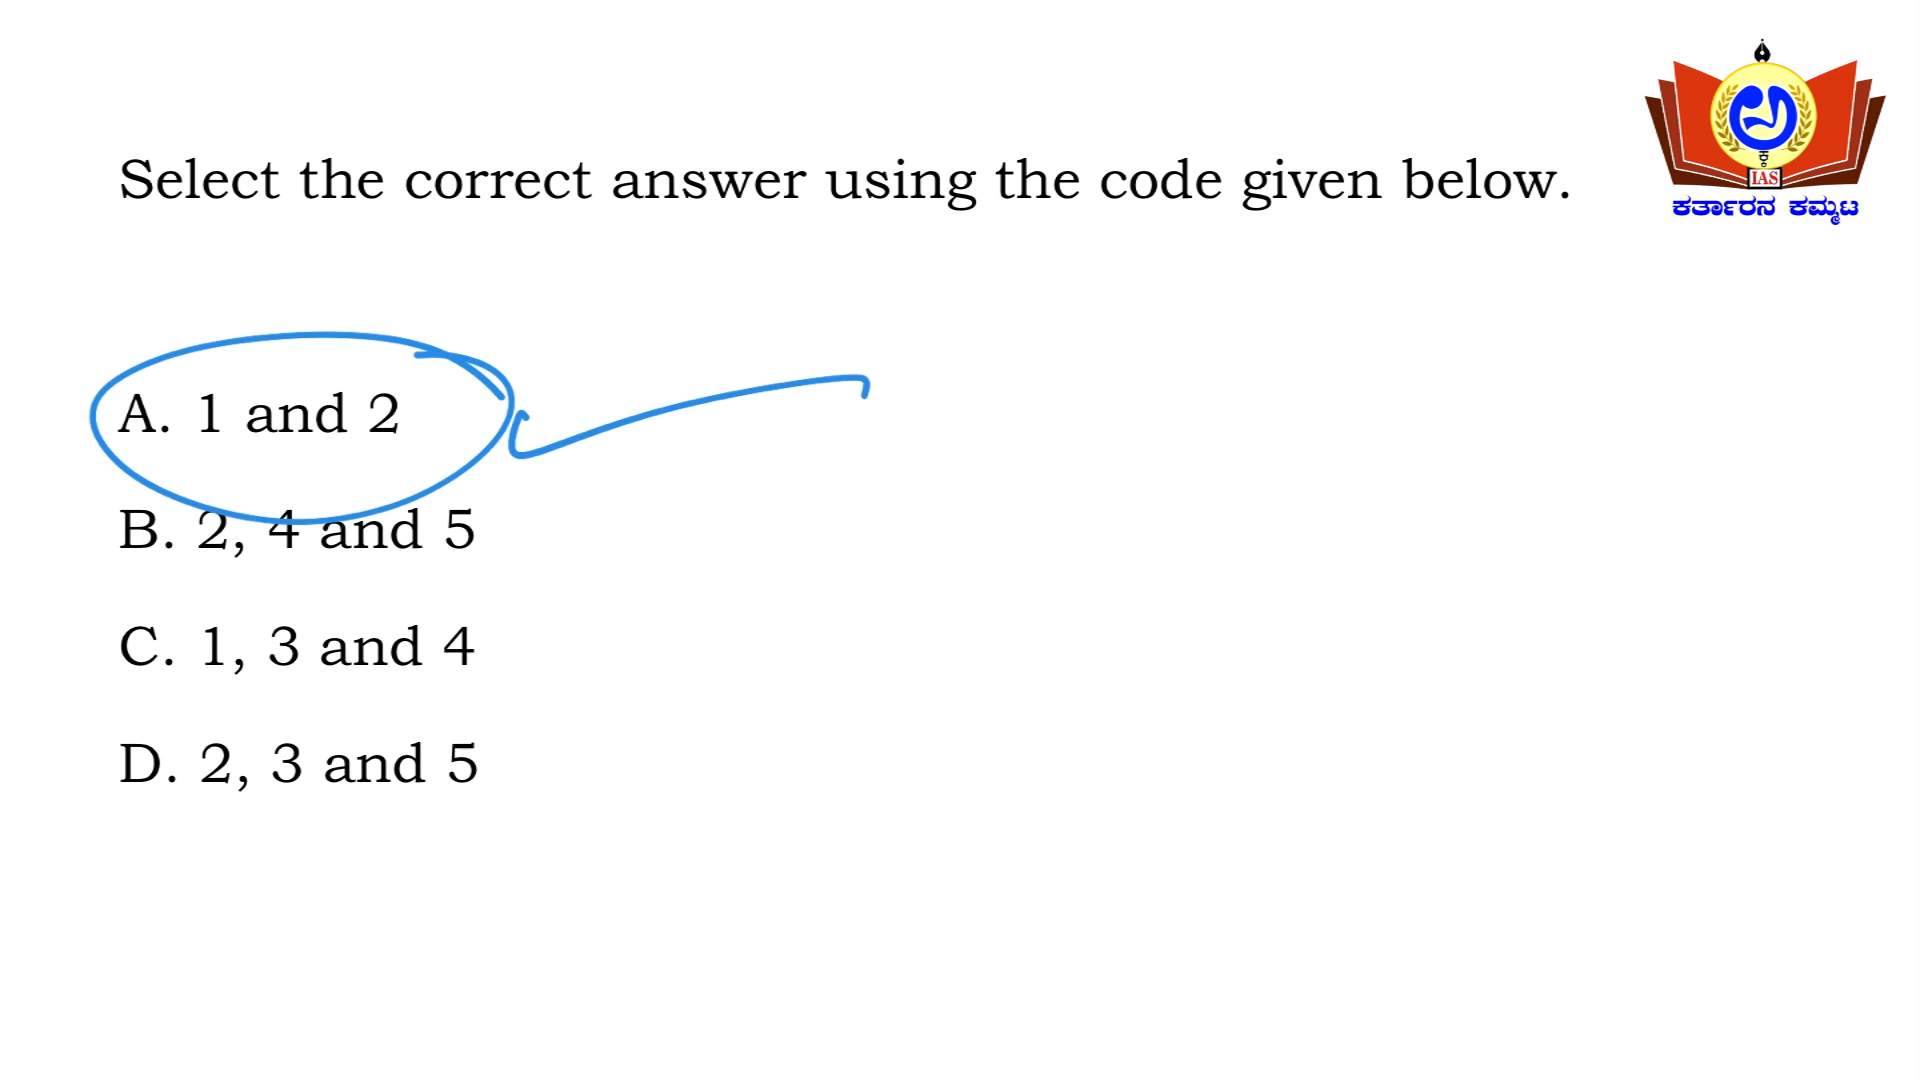 Select the correct answer using the code given below.
IAS
ಕರ್ತಾರನ ಕಮ್ಮಟ
A. 1 and 2
B. 2, 4 and 5
C. 1, 3 and 4
D. 2, 3 and 5